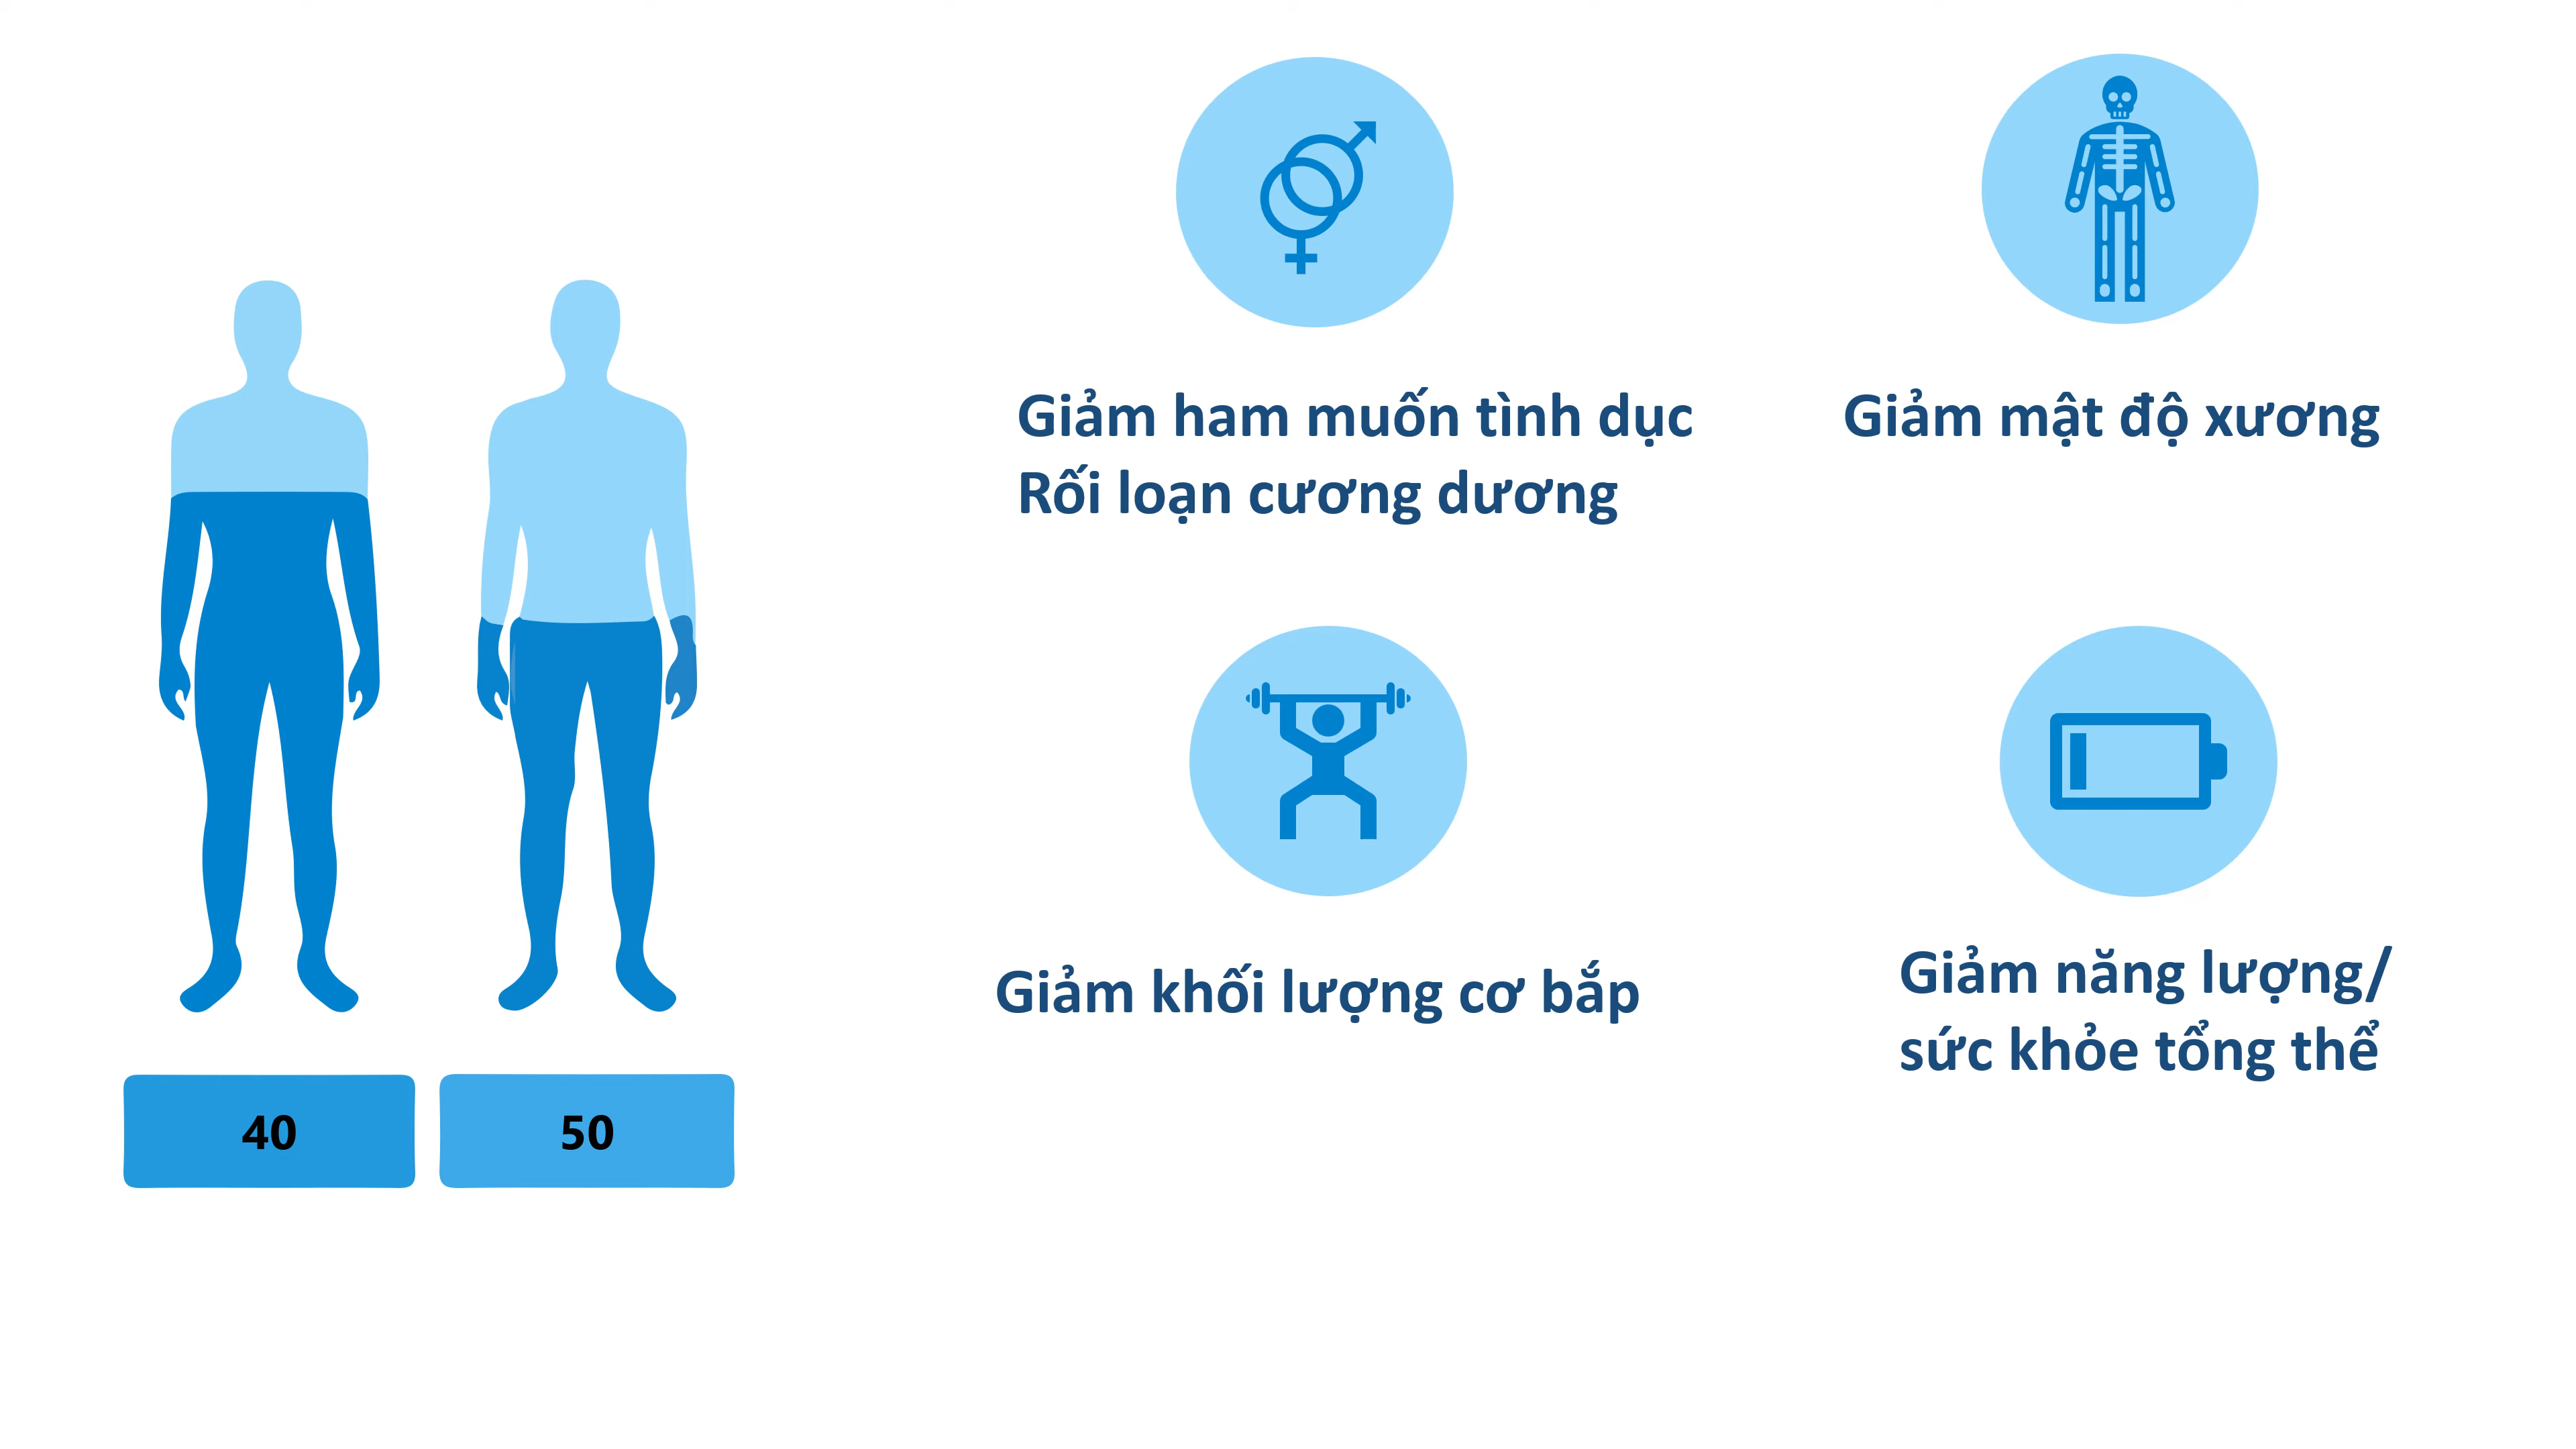 Giảm ham muốn tình dục
Rối loạn cương dương
Giảm mật độ xương
Giảm khối lượng cơ bắp
Giảm năng lượng/
sức khỏe tổng thể
40
50